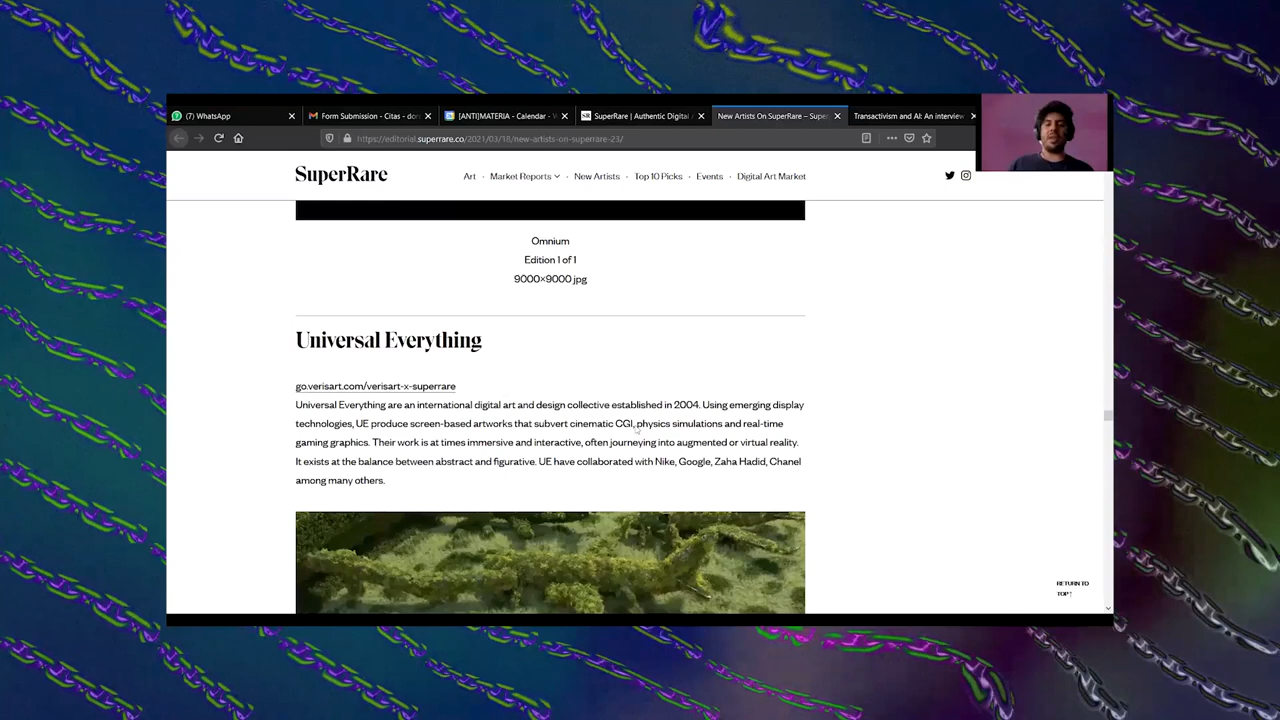 (7) WhatsApp
Form Submission - Citas - don
[ANTI]MATERIA - Calendar - W
SuperRare | Authentic Digital A
New Artists On SuperRare – Super
Transactivism and AI: An interview
https://editorial.superrare.co/2021/03/18/new-artists-on-superrare-23/
SuperRare
Art · Market Reports · New Artists · Top 10 Picks · Events · Digital Art Market
Omnium
Edition 1 of 1
9000×9000 jpg
Universal Everything
go.verisart.com/verisart-x-superrare
Universal Everything are an international digital art and design collective established in 2004. Using emerging display
technologies, UE produce screen-based artworks that subvert cinematic CGI, physics simulations and real-time
gaming graphics. Their work is at times immersive and interactive, often journeying into augmented or virtual reality.
It exists at the balance between abstract and figurative. UE have collaborated with Nike, Google, Zaha Hadid, Chanel
among many others.
RETURN TO
TOP↑